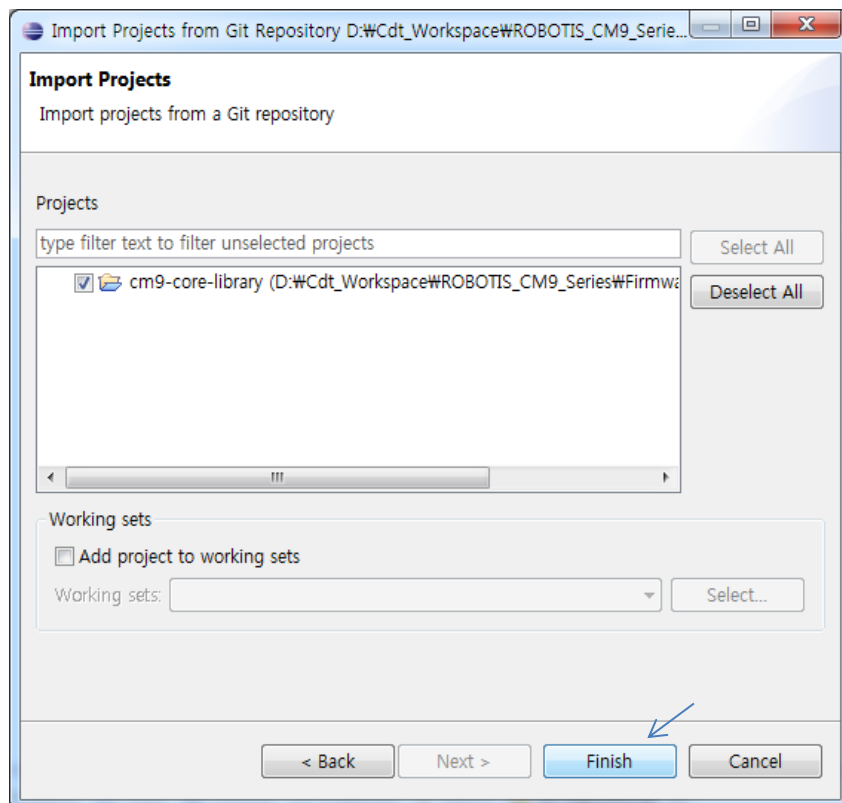 Import Projects from Git Repository D:₩Cdt_Workspace₩ROBOTIS_CM9_Serie...
Import Projects
Import projects from a Git repository
Projects
type filter text to filter unselected projects
Select All
cm9-core-library (D:₩Cdt_Workspace₩ROBOTIS_CM9_Series₩Firmwa
Deselect All
Working sets
Add project to working sets
Working sets:
Select...
< Back
Next >
Finish
Cancel